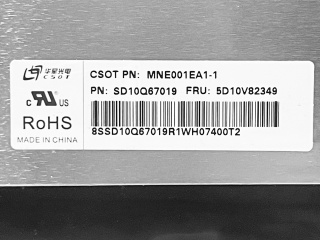 华星光电
CSOT
CSOT PN: MNE001EA1-1
PN: SD10Q67019 FRU: 5D10V82349
c RU US
RoHS
MADE IN CHINA
8SSD10Q67019R1WH07400T2